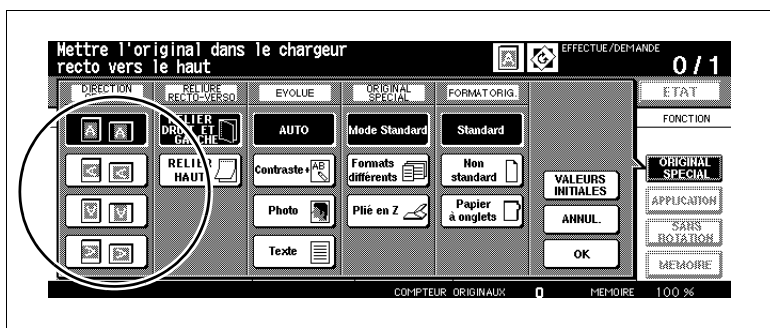 Mettre l'original dans le chargeur
recto vers le haut
EFFECTUE/DEMANDE
0 / 1
DIRECTION
RELIURE
RECTO-VERSO
EVOLUE
ORIGINAL
SPECIAL
FORMAT ORIG.
ETAT
FONCTION
A A
RELIER
DROIT ET
GAUCHE
AUTO
Mode Standard
Standard
ORIGINAL
SPECIAL
A A
RELIER
HAUT
Contraste+
AB
Formats
différents
Non
standard
VALEURS
INITIALES
APPLICATION
A A
Photo
Plié en Z
Papier
à onglets
ANNUL.
SANS
ROTATION
A A
Texte
OK
MEMOIRE
COMPTEUR ORIGINAUX 0 MEMOIRE 100 %